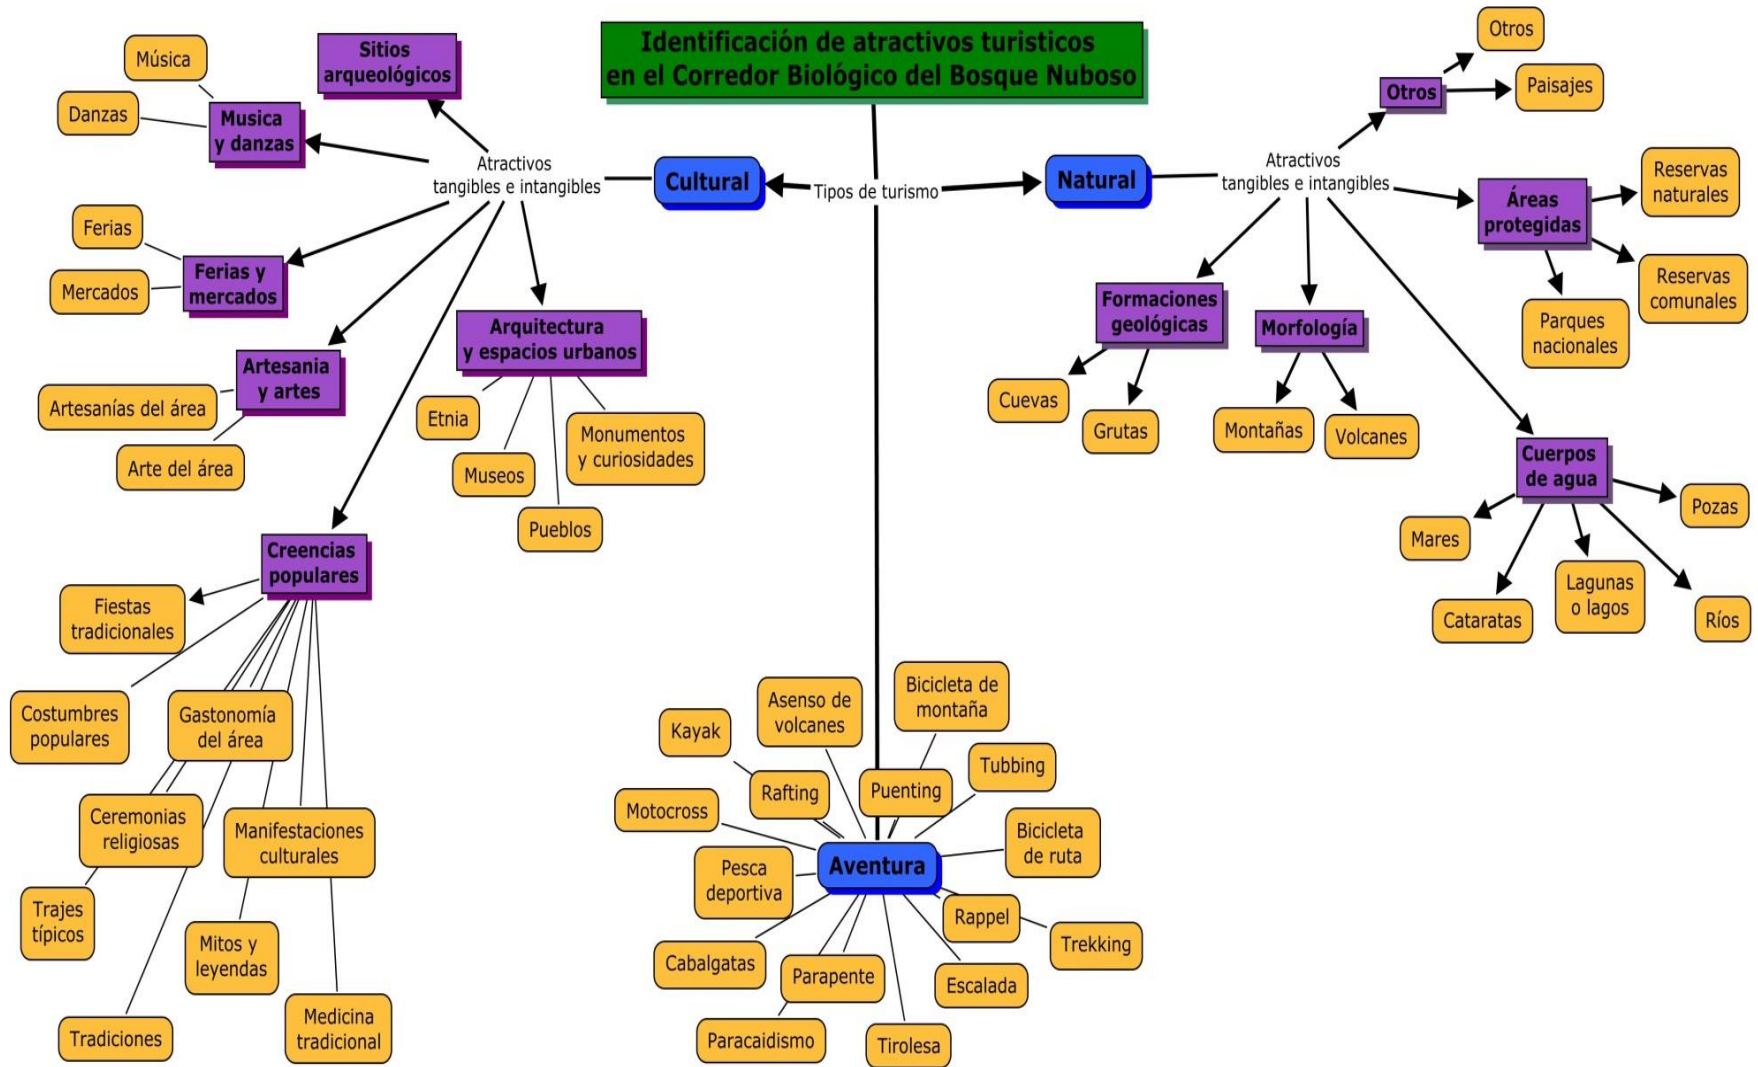 Identificación de atractivos turisticos
en el Corredor Biológico del Bosque Nuboso
Tipos de turismo
Cultural
Atractivos
tangibles e intangibles
Sitios
arqueológicos
Musica
y danzas
Música
Danzas
Ferias y
mercados
Ferias
Mercados
Artesania
y artes
Artesanías del área
Arte del área
Arquitectura
y espacios urbanos
Etnia
Museos
Pueblos
Monumentos
y curiosidades
Creencias
populares
Fiestas
tradicionales
Costumbres
populares
Gastonomía
del área
Ceremonias
religiosas
Manifestaciones
culturales
Trajes
típicos
Mitos y
leyendas
Tradiciones
Medicina
tradicional
Natural
Atractivos
tangibles e intangibles
Otros
Otros
Paisajes
Áreas
protegidas
Reservas
naturales
Reservas
comunales
Parques
nacionales
Formaciones
geológicas
Cuevas
Grutas
Morfología
Montañas
Volcanes
Cuerpos
de agua
Mares
Cataratas
Lagunas
o lagos
Ríos
Pozas
Aventura
Kayak
Asenso de
volcanes
Bicicleta de
montaña
Tubbing
Rafting
Puenting
Motocross
Bicicleta
de ruta
Pesca
deportiva
Rappel
Trekking
Cabalgatas
Parapente
Escalada
Paracaidismo
Tirolesa